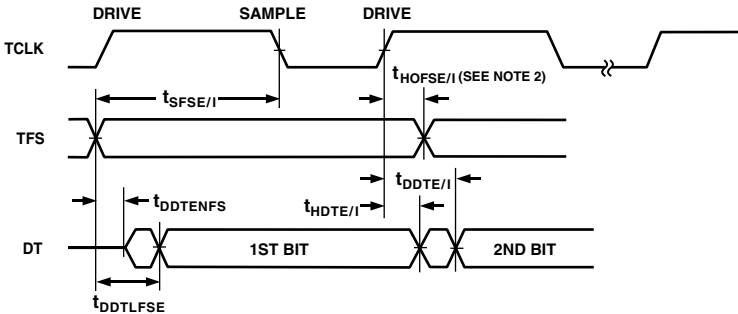 DRIVE SAMPLE DRIVE
TCLK
tHOFSE/I (SEE NOTE 2)
tSFSE/I
TFS
tDDTE/I
tDDTENFS
tHDTE/I
DT
1ST BIT
2ND BIT
tDDTLFSE